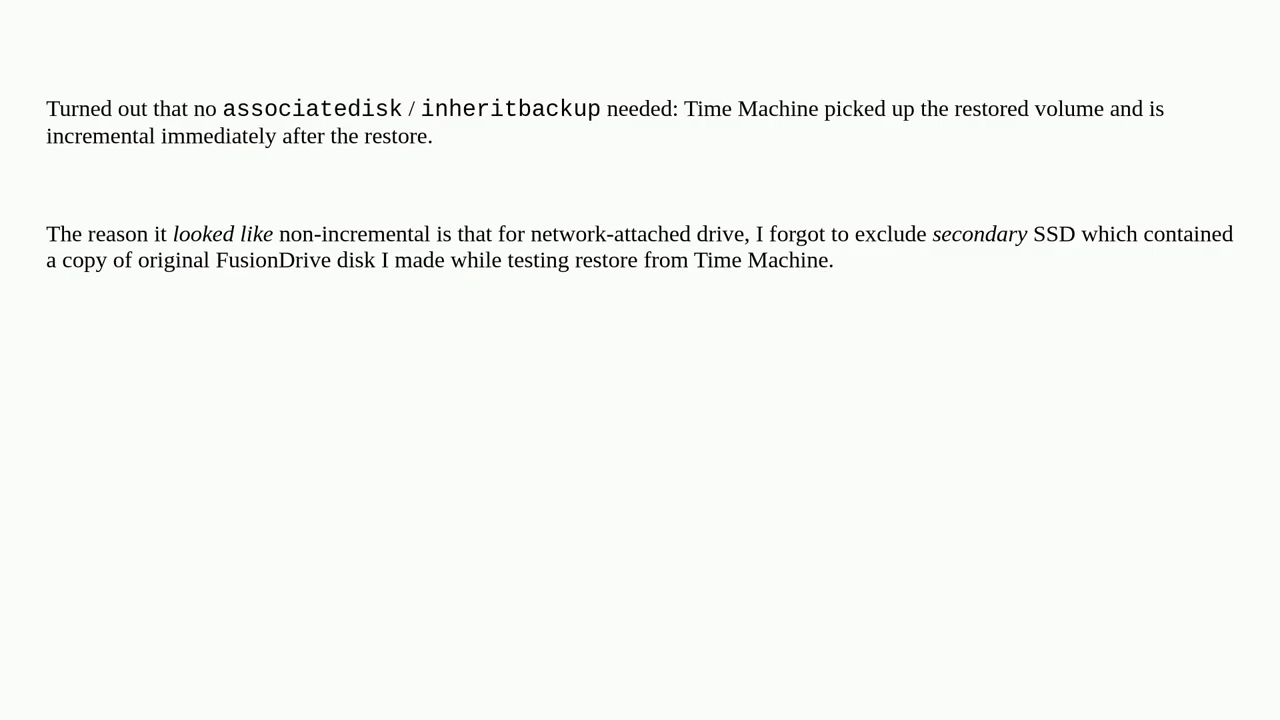 Turned out that no associatedisk / inheritbackup needed: Time Machine picked up the restored volume and is
incremental immediately after the restore.
The reason it looked like non-incremental is that for network-attached drive, I forgot to exclude secondary SSD which contained
a copy of original FusionDrive disk I made while testing restore from Time Machine.